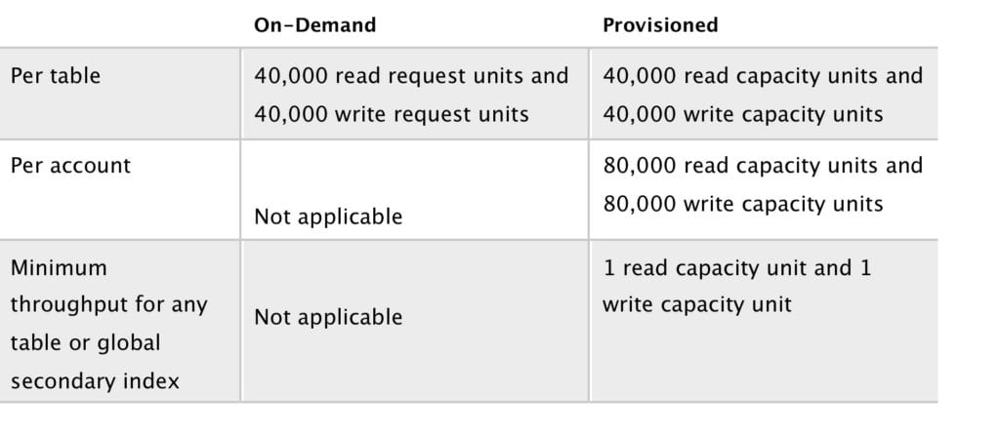 On-Demand
Provisioned
Per table
40,000 read request units and
40,000 write request units
40,000 read capacity units and
40,000 write capacity units
Per account
Not applicable
80,000 read capacity units and
80,000 write capacity units
Minimum
throughput for any
table or global
secondary index
Not applicable
1 read capacity unit and 1
write capacity unit